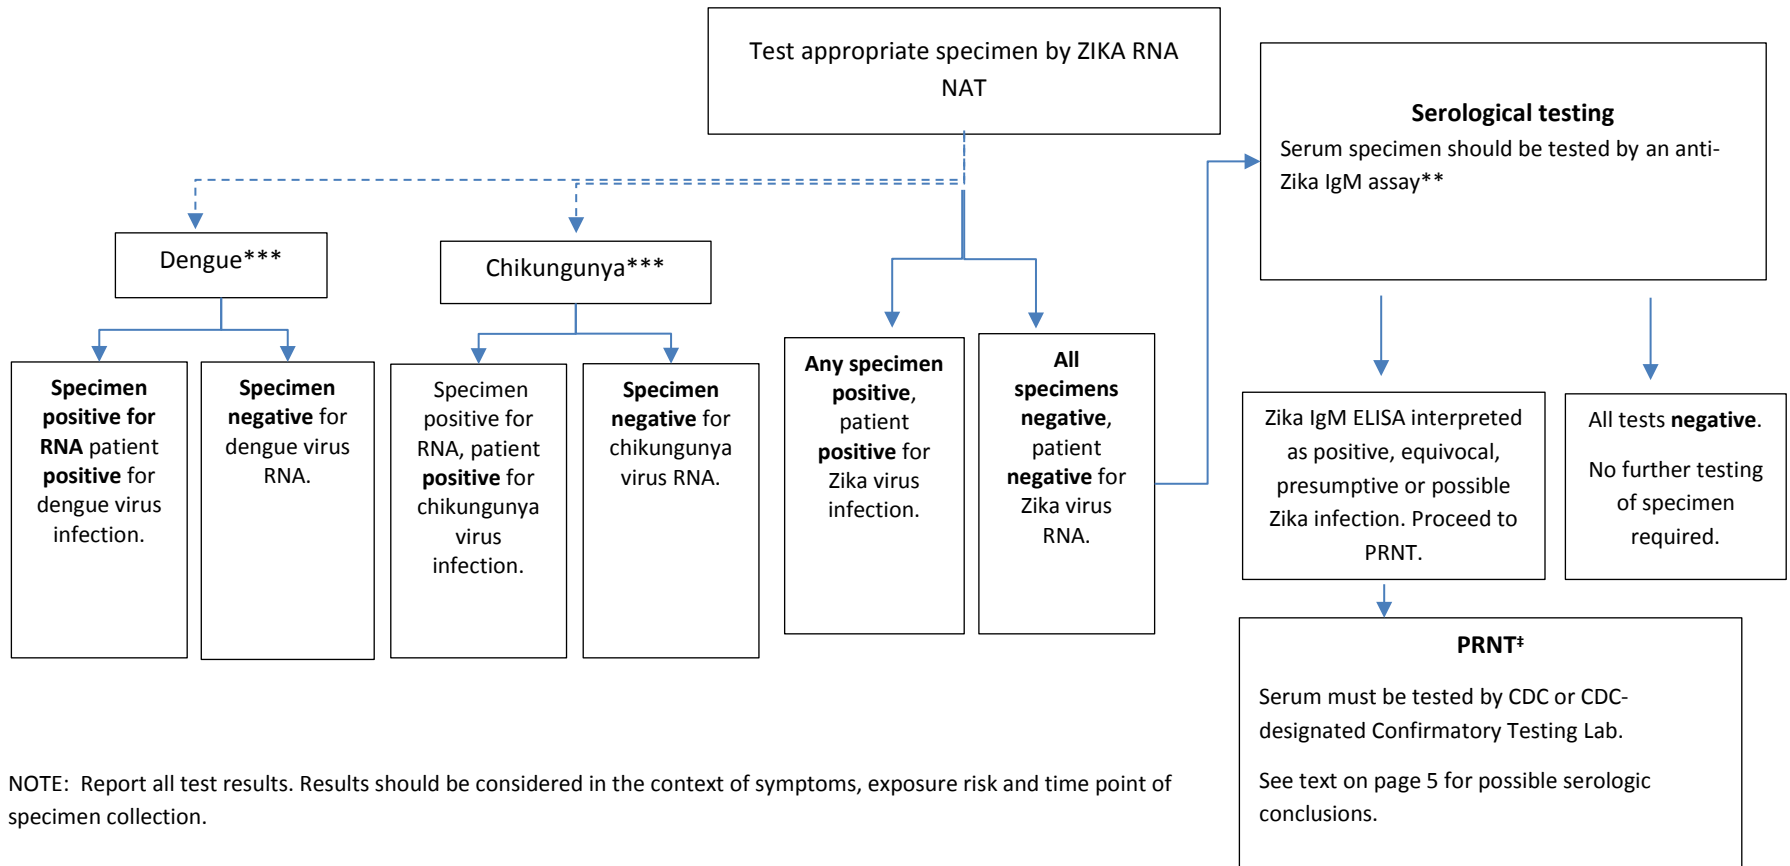 Test appropriate specimen by ZIKA RNA
NAT
Serological testing
Serum specimen should be tested by an anti-
Zika IgM assay**
Dengue***
Chikungunya***
Specimen
positive for
RNA patient
positive for
dengue virus
infection.
Specimen
negative for
dengue virus
RNA.
Specimen
positive for
RNA, patient
positive for
chikungunya
virus
infection.
Specimen
negative for
chikungunya
virus RNA.
Any specimen
positive,
patient
positive for
Zika virus
infection.
All
specimens
negative,
patient
negative for
Zika virus
RNA.
Zika IgM ELISA interpreted
as positive, equivocal,
presumptive or possible
Zika infection. Proceed to
PRNT.
All tests negative.
No further testing
of specimen
required.
PRNT‡
Serum must be tested by CDC or CDC-
designated Confirmatory Testing Lab.
See text on page 5 for possible serologic
conclusions.
NOTE: Report all test results. Results should be considered in the context of symptoms, exposure risk and time point of
specimen collection.